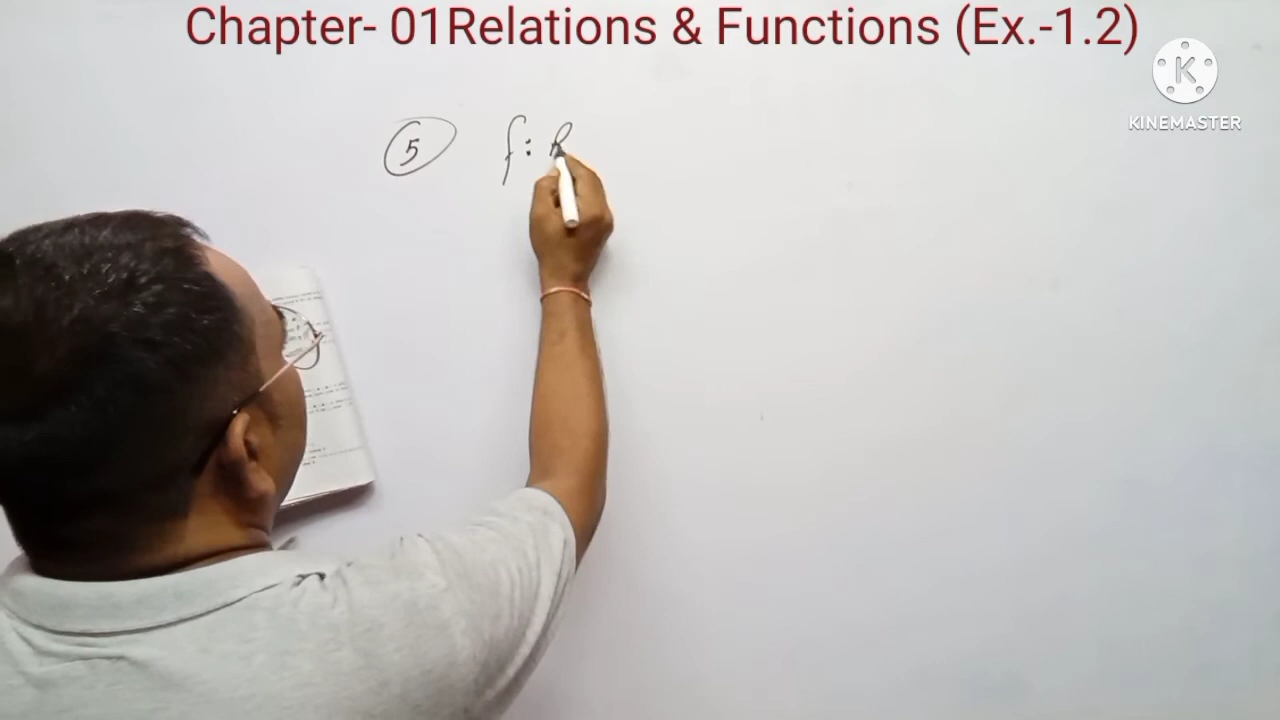 Chapter- 01Relations & Functions (Ex.-1.2)
KINEMASTER
5 f: R